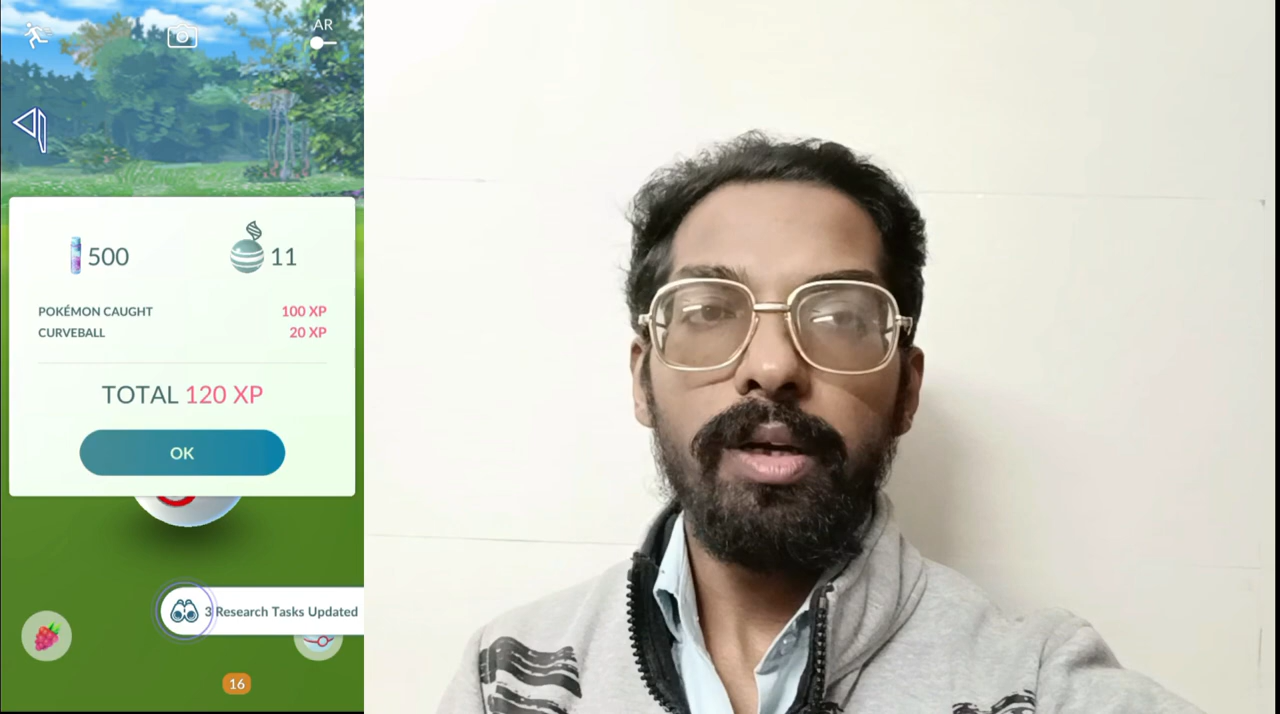 AR
500
11
POKÉMON CAUGHT 100 XP
CURVEBALL 20 XP
TOTAL 120 XP
OK
3 Research Tasks Updated
16